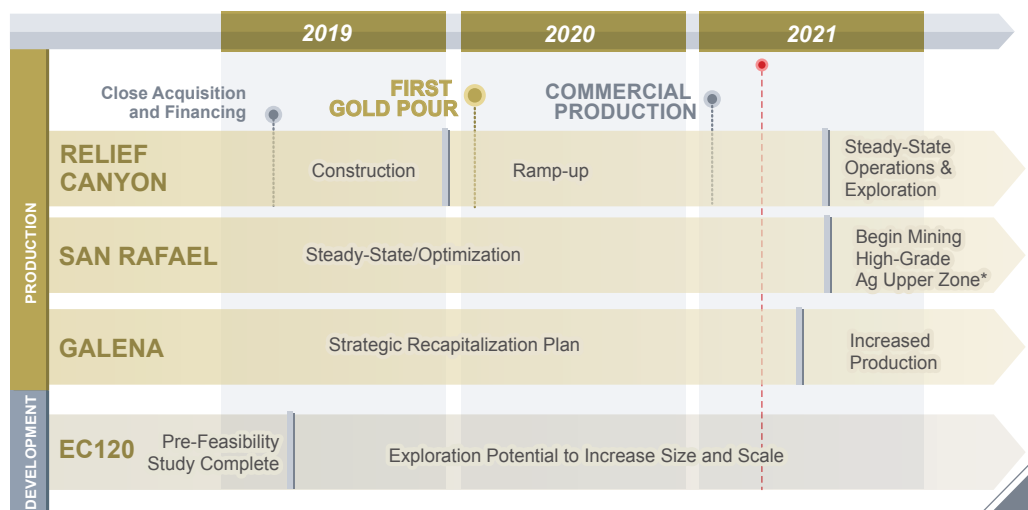 2019
2020
2021
PRODUCTION
Close Acquisition
and Financing
FIRST
GOLD POUR
COMMERCIAL
PRODUCTION
RELIEF
CANYON
Construction
Ramp-up
Steady-State
Operations &
Exploration
SAN RAFAEL
Steady-State/Optimization
Begin Mining
High-Grade
Ag Upper Zone*
GALENA
Strategic Recapitalization Plan
Increased
Production
DEVELOPMENT
EC120
Pre-Feasibility
Study Complete
Exploration Potential to Increase Size and Scale